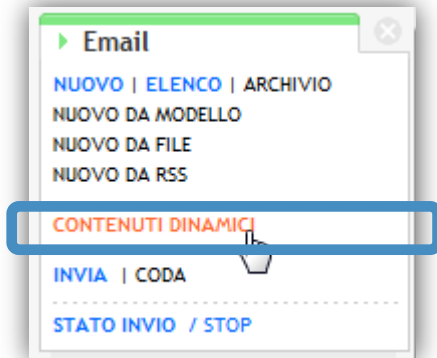 Email
NUOVO | ELENCO | ARCHIVIO
NUOVO DA MODELLO
NUOVO DA FILE
NUOVO DA RSS
CONTENUTI DINAMICI
INVIA | CODA
STATO INVIO / STOP